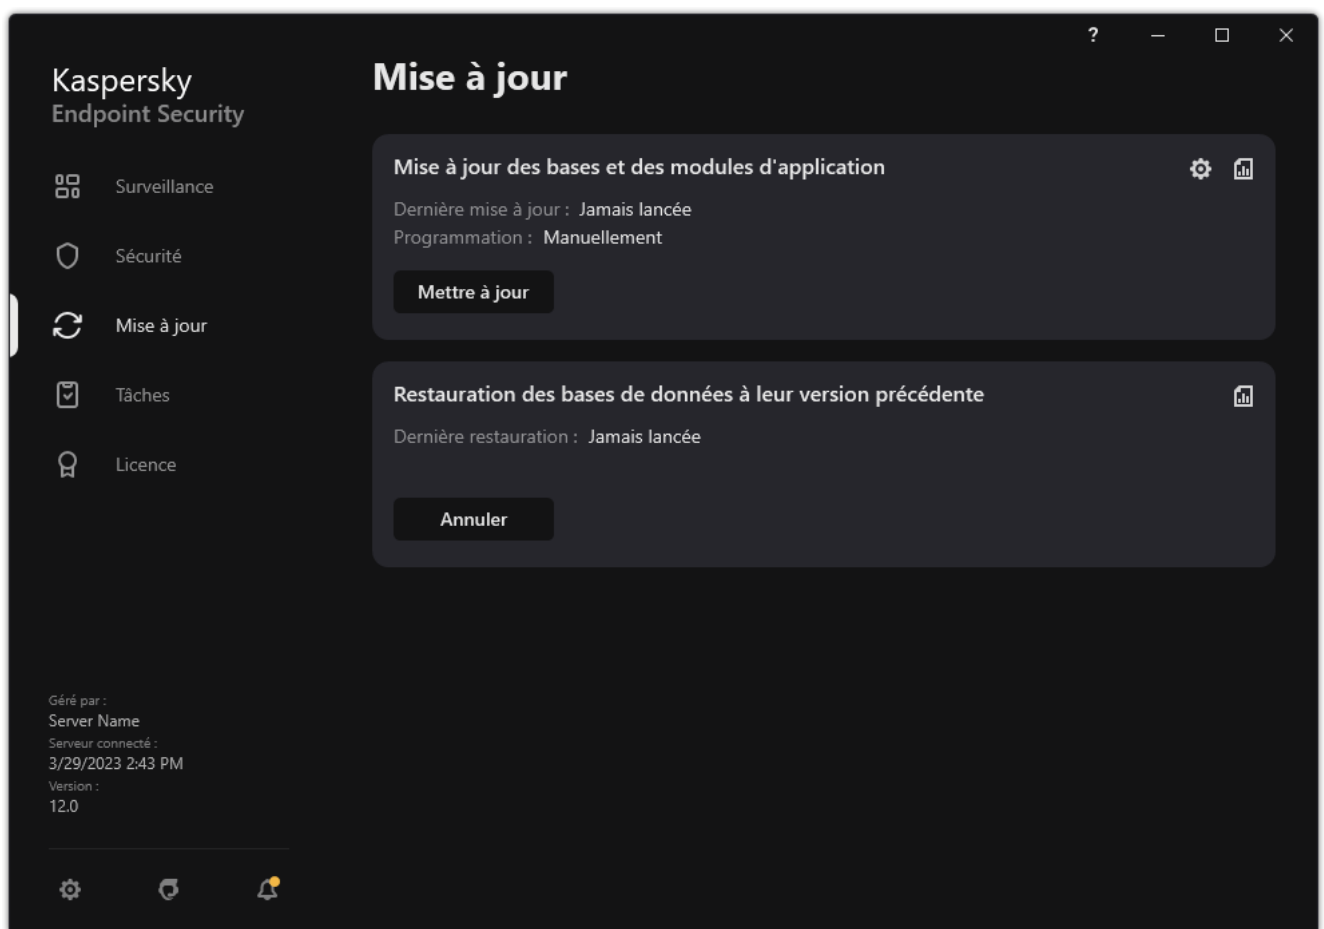 ?
Kaspersky
Endpoint Security
Mise à jour
Surveillance
Sécurité
Mise à jour
Tâches
Licence
Mise à jour des bases et des modules d'application
Dernière mise à jour : Jamais lancée
Programmation : Manuellement
Mettre à jour
Restauration des bases de données à leur version précédente
Dernière restauration : Jamais lancée
Annuler
Géré par :
Server Name
Serveur connecté :
3/29/2023 2:43 PM
Version :
12.0